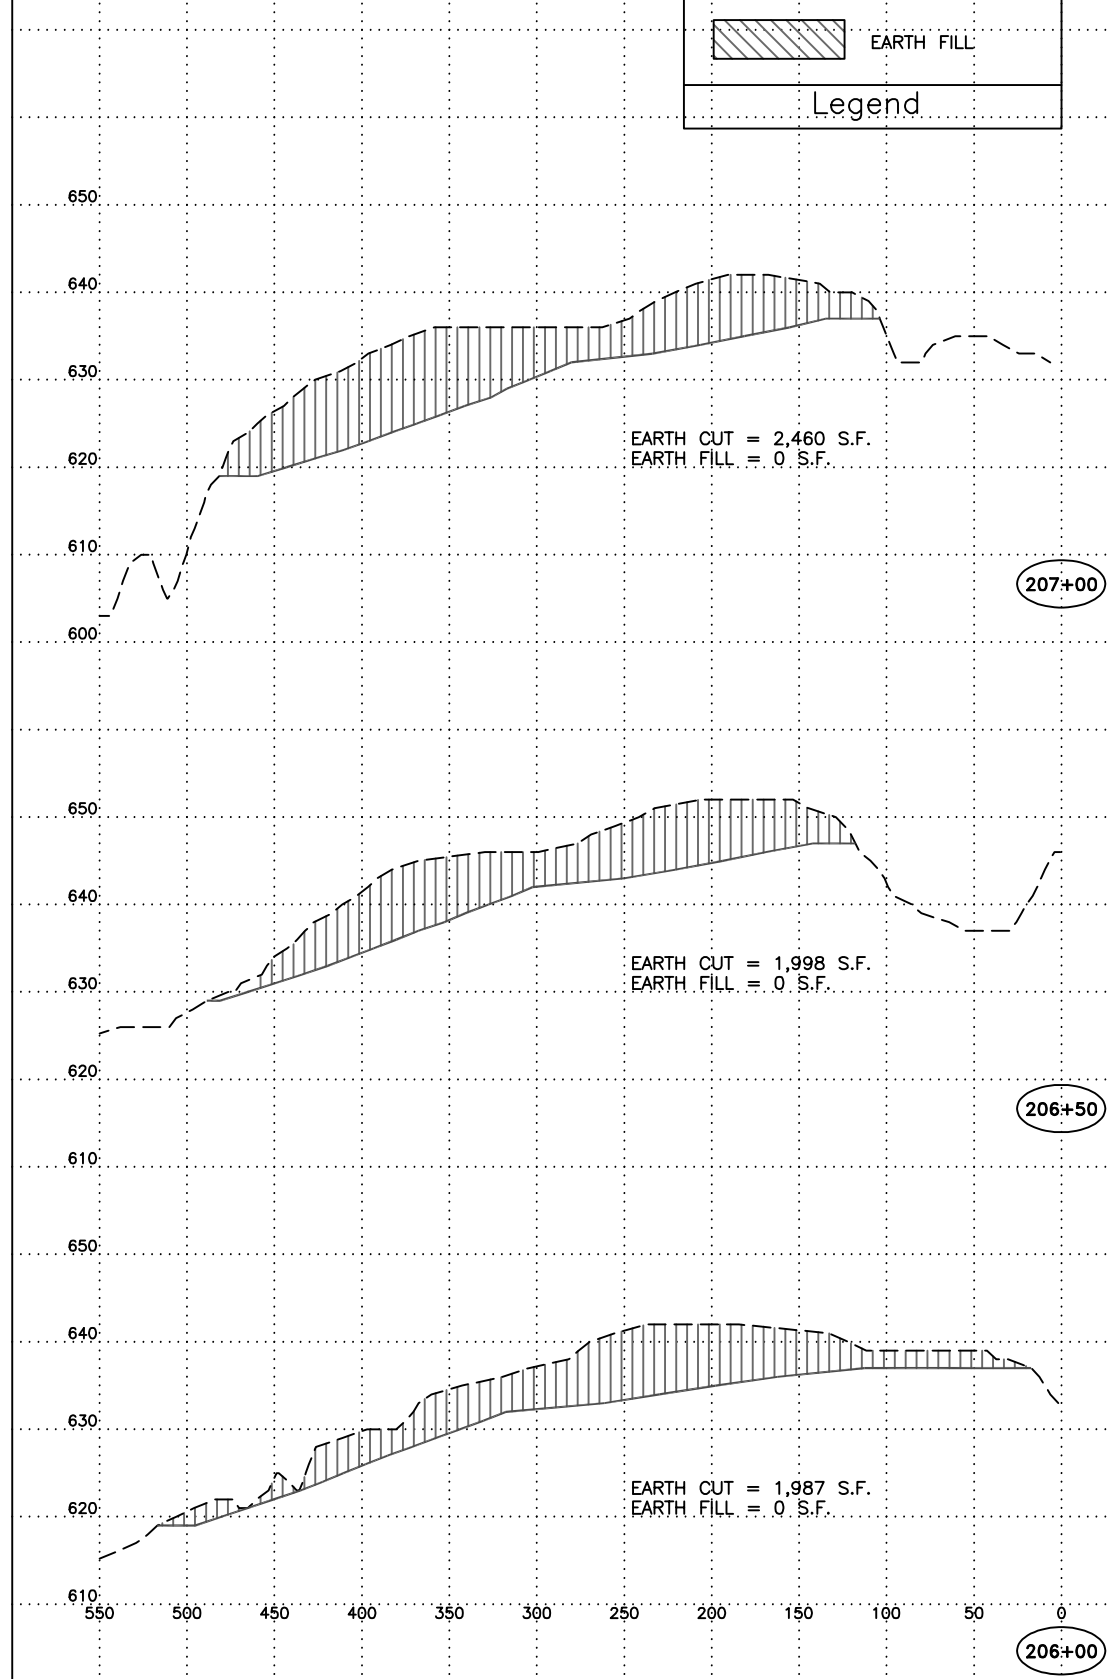 EARTH FILL
Legend
650
640
630
620
610
600
EARTH CUT = 2,460 S.F.
EARTH FILL = 0 S.F.
207+00
650
640
630
620
610
EARTH CUT = 1,998 S.F.
EARTH FILL = 0 S.F.
206+50
650
640
630
620
610
EARTH CUT = 1,987 S.F.
EARTH FILL = 0 S.F.
550 500 450 400 350 300 250 200 150 100 50 0
206+00